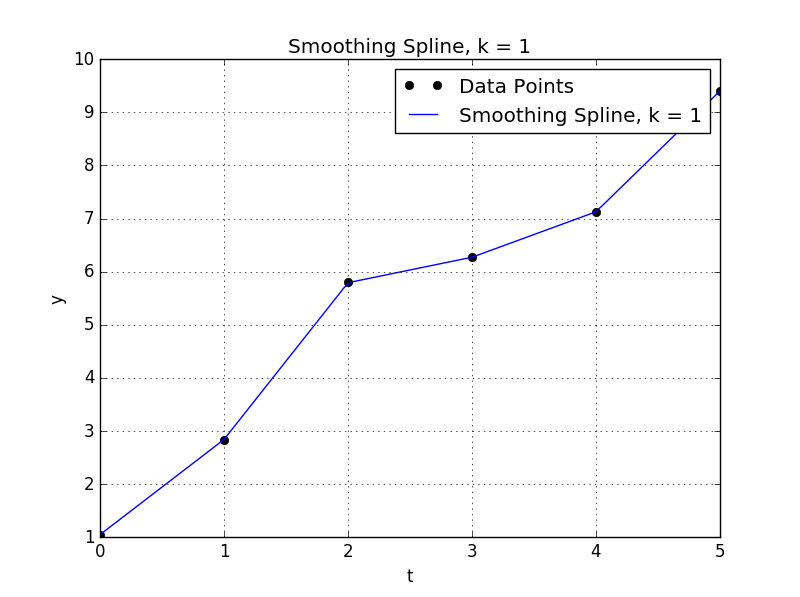 Smoothing Spline, k = 1
Data Points
Smoothing Spline, k = 1
10
9
8
7
6
5
4
3
2
1
y
0 1 2 3 4 5
t